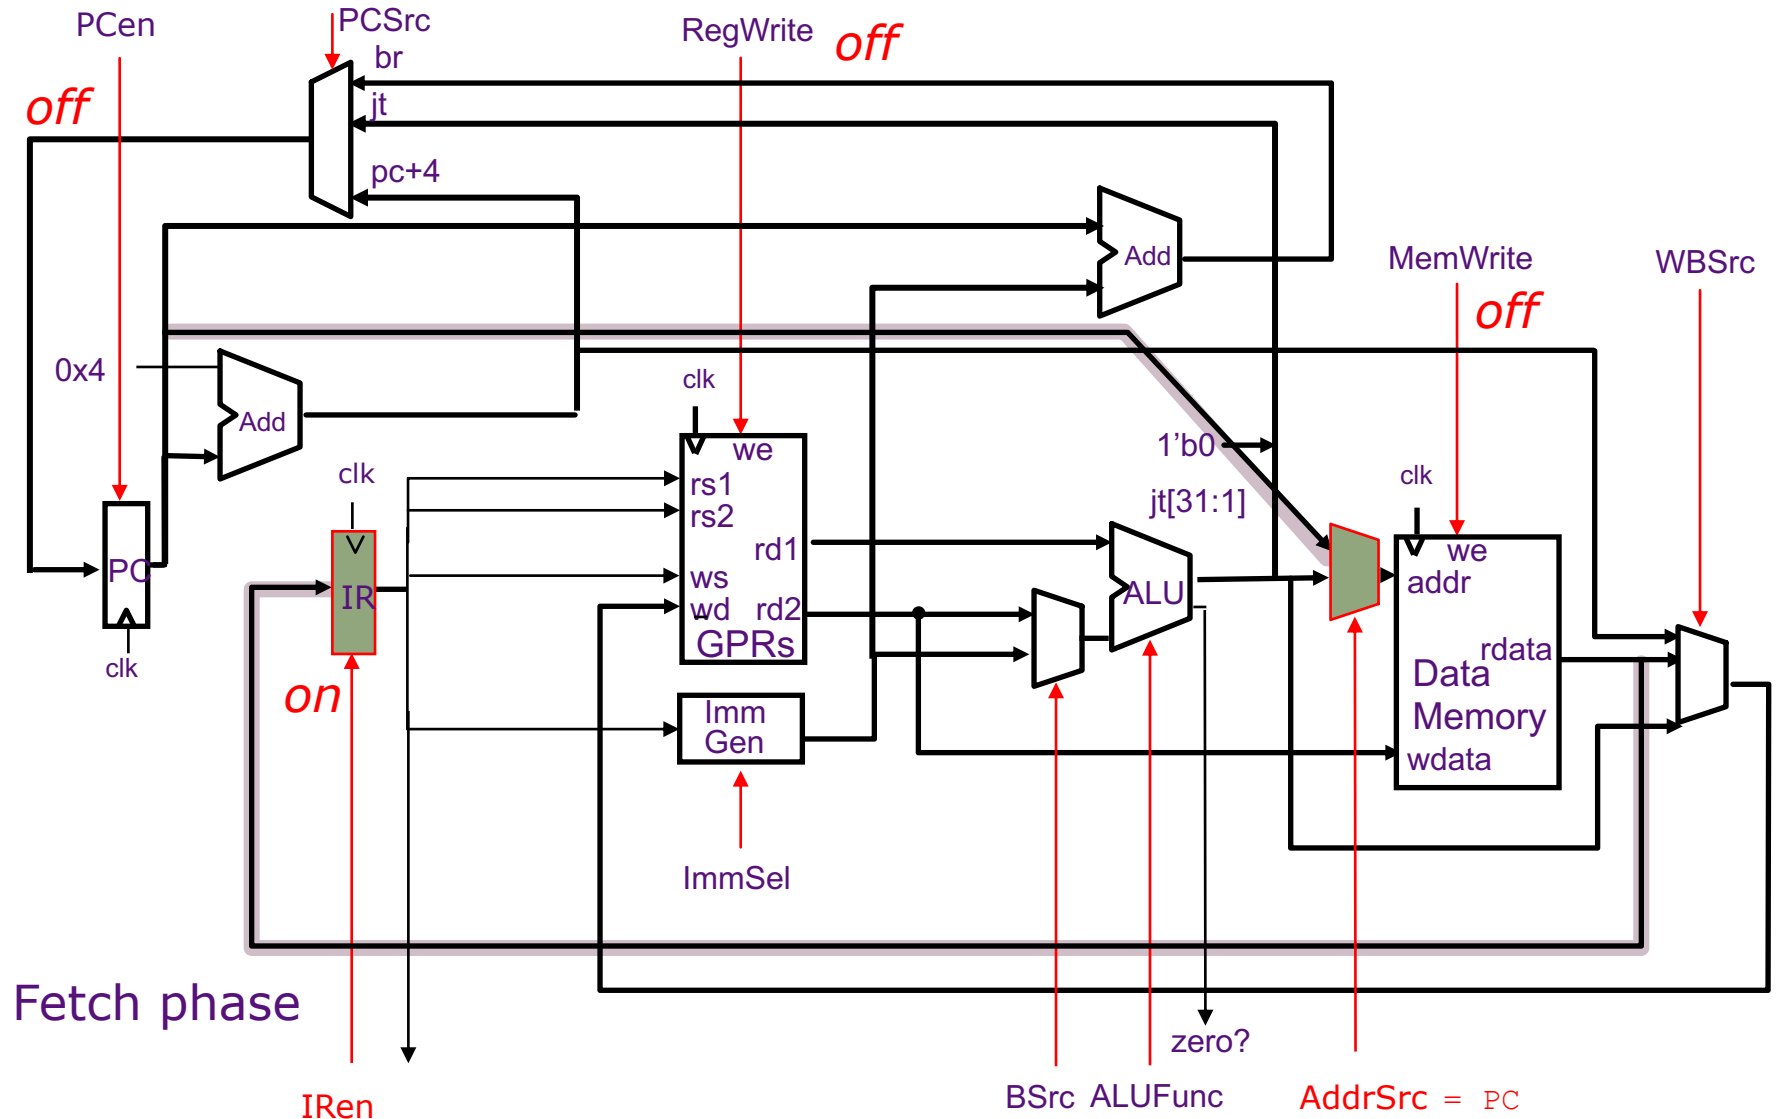 PCen
PCSrc
RegWrite
off
br
off
jt
pc+4
Add
MemWrite
WBSrc
off
0x4
Add
clk
we
1'b0
clk
clk
rs1
rs2
jt[31:1]
rd1
we
addr
PC
IR
ws
wd
rd2
ALU
GPRs
rdata
clk
on
Data
Memory
Imm
Gen
wdata
ImmSel
Fetch phase
zero?
IRen
BSrc
ALUFunc
AddrSrc = PC